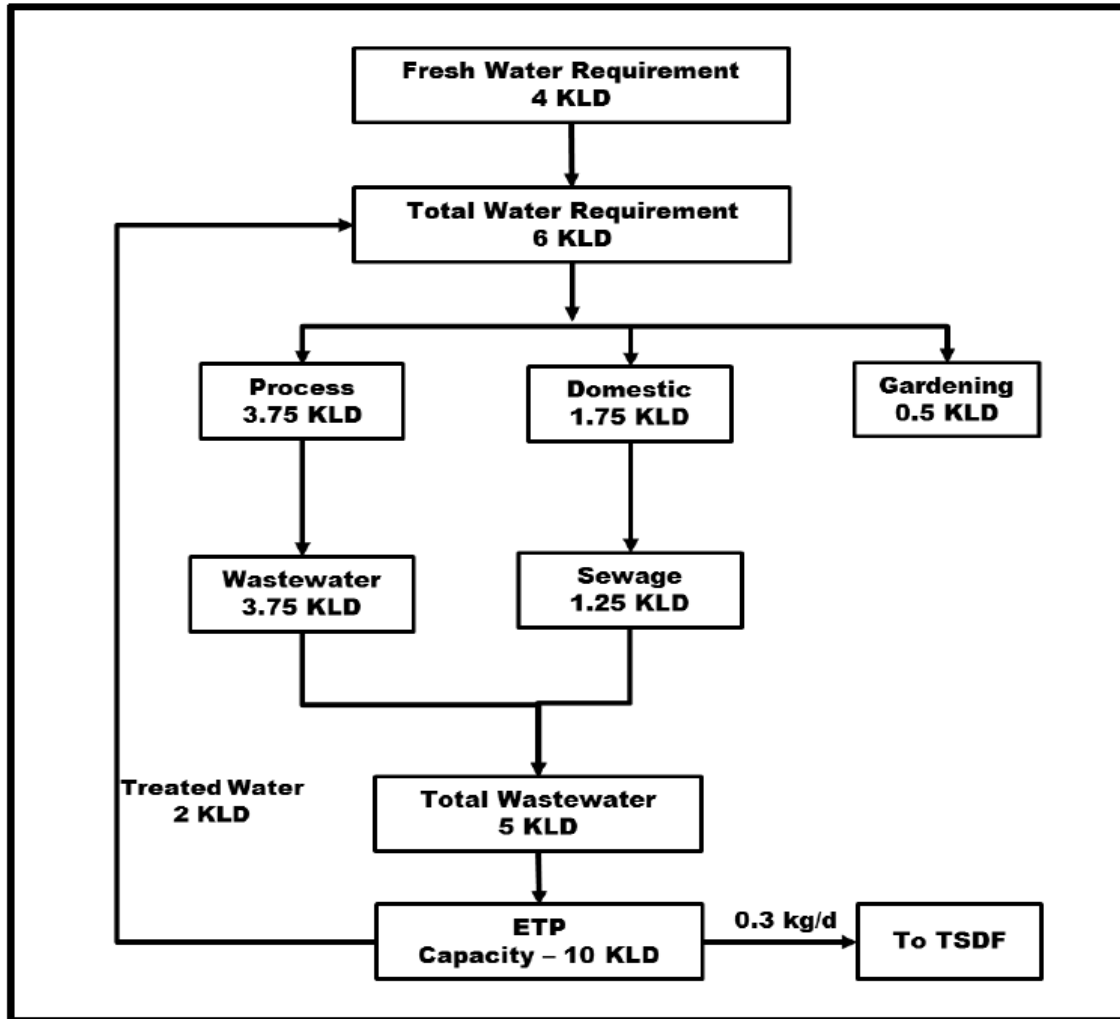 Fresh Water Requirement
4 KLD
Total Water Requirement
6 KLD
Process
3.75 KLD
Domestic
1.75 KLD
Gardening
0.5 KLD
Wastewater
3.75 KLD
Sewage
1.25 KLD
Treated Water
2 KLD
Total Wastewater
5 KLD
ETP
Capacity – 10 KLD
0.3 kg/d
To TSDF